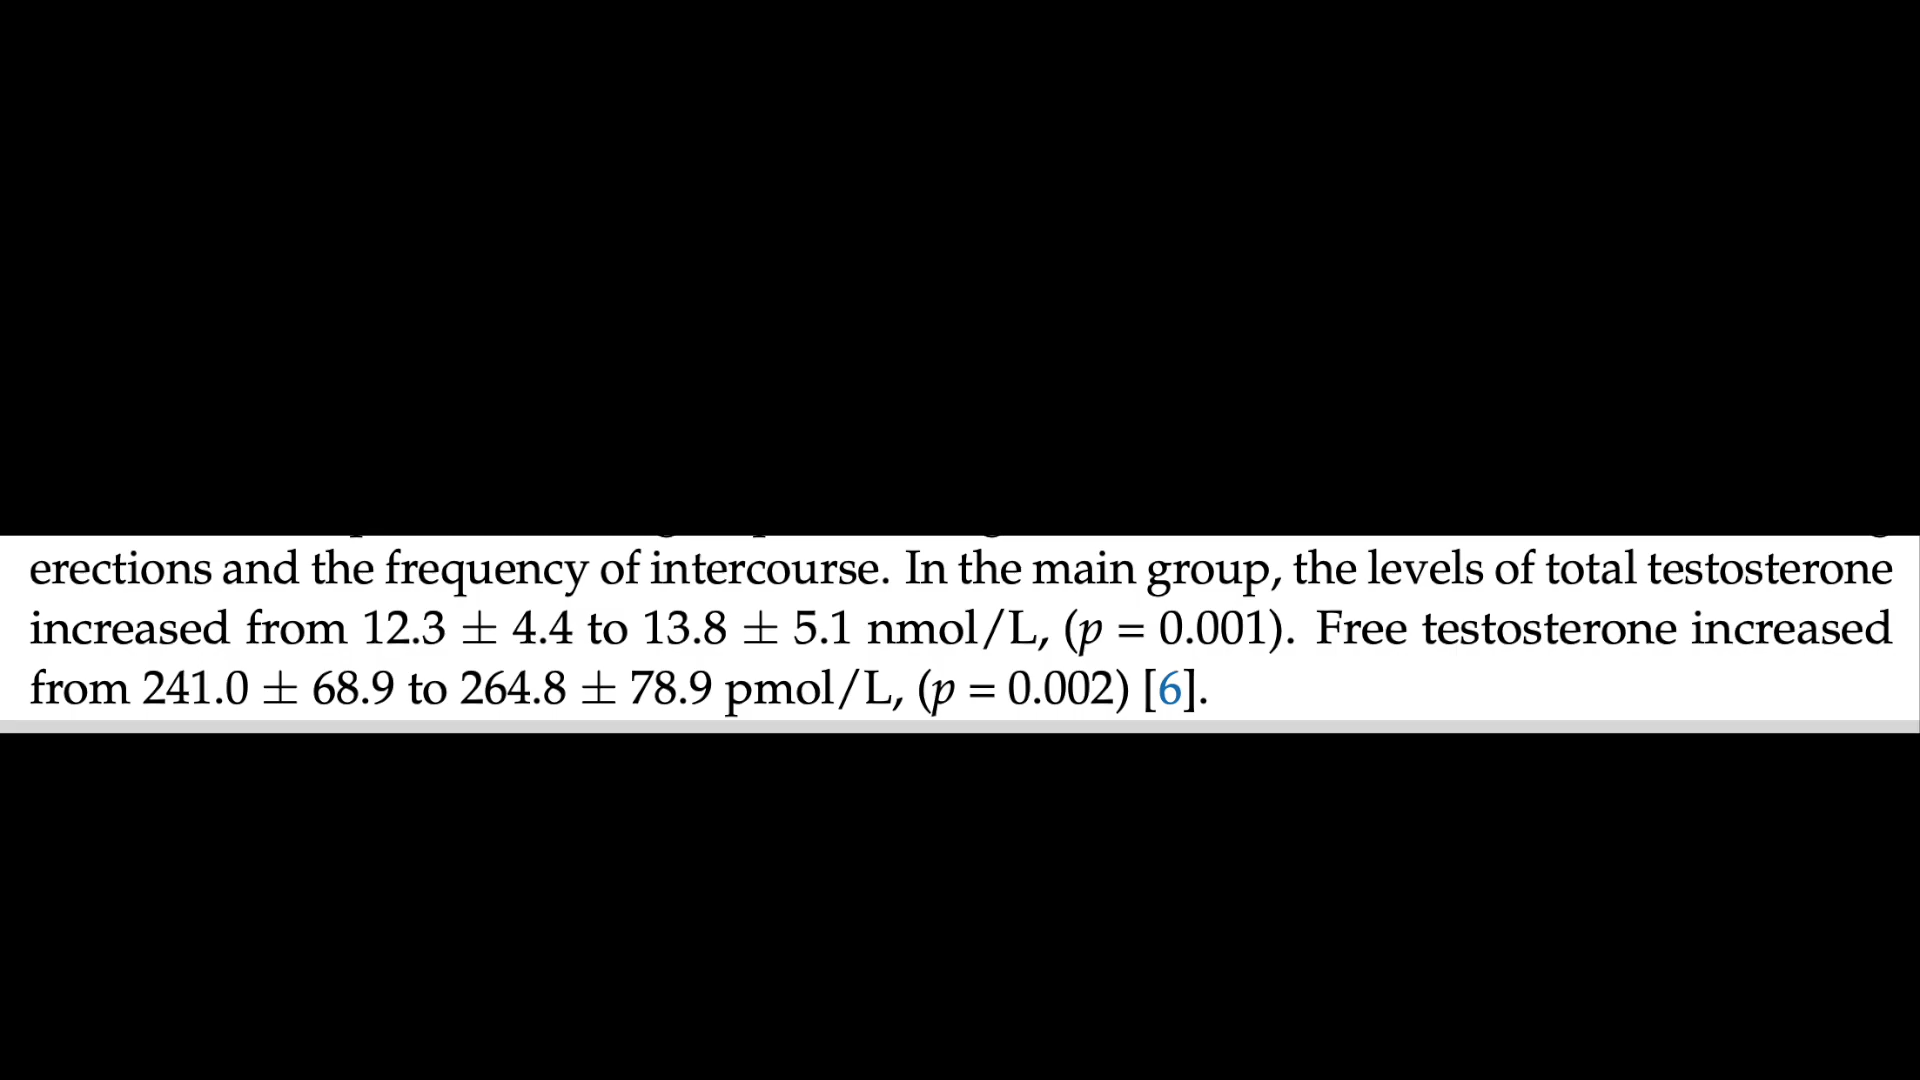 erections and the frequency of intercourse. In the main group, the levels of total testosterone
increased from 12.3 ± 4.4 to 13.8 ± 5.1 nmol/L, (p = 0.001). Free testosterone increased
from 241.0 ± 68.9 to 264.8 ± 78.9 pmol/L, (p = 0.002) [6].